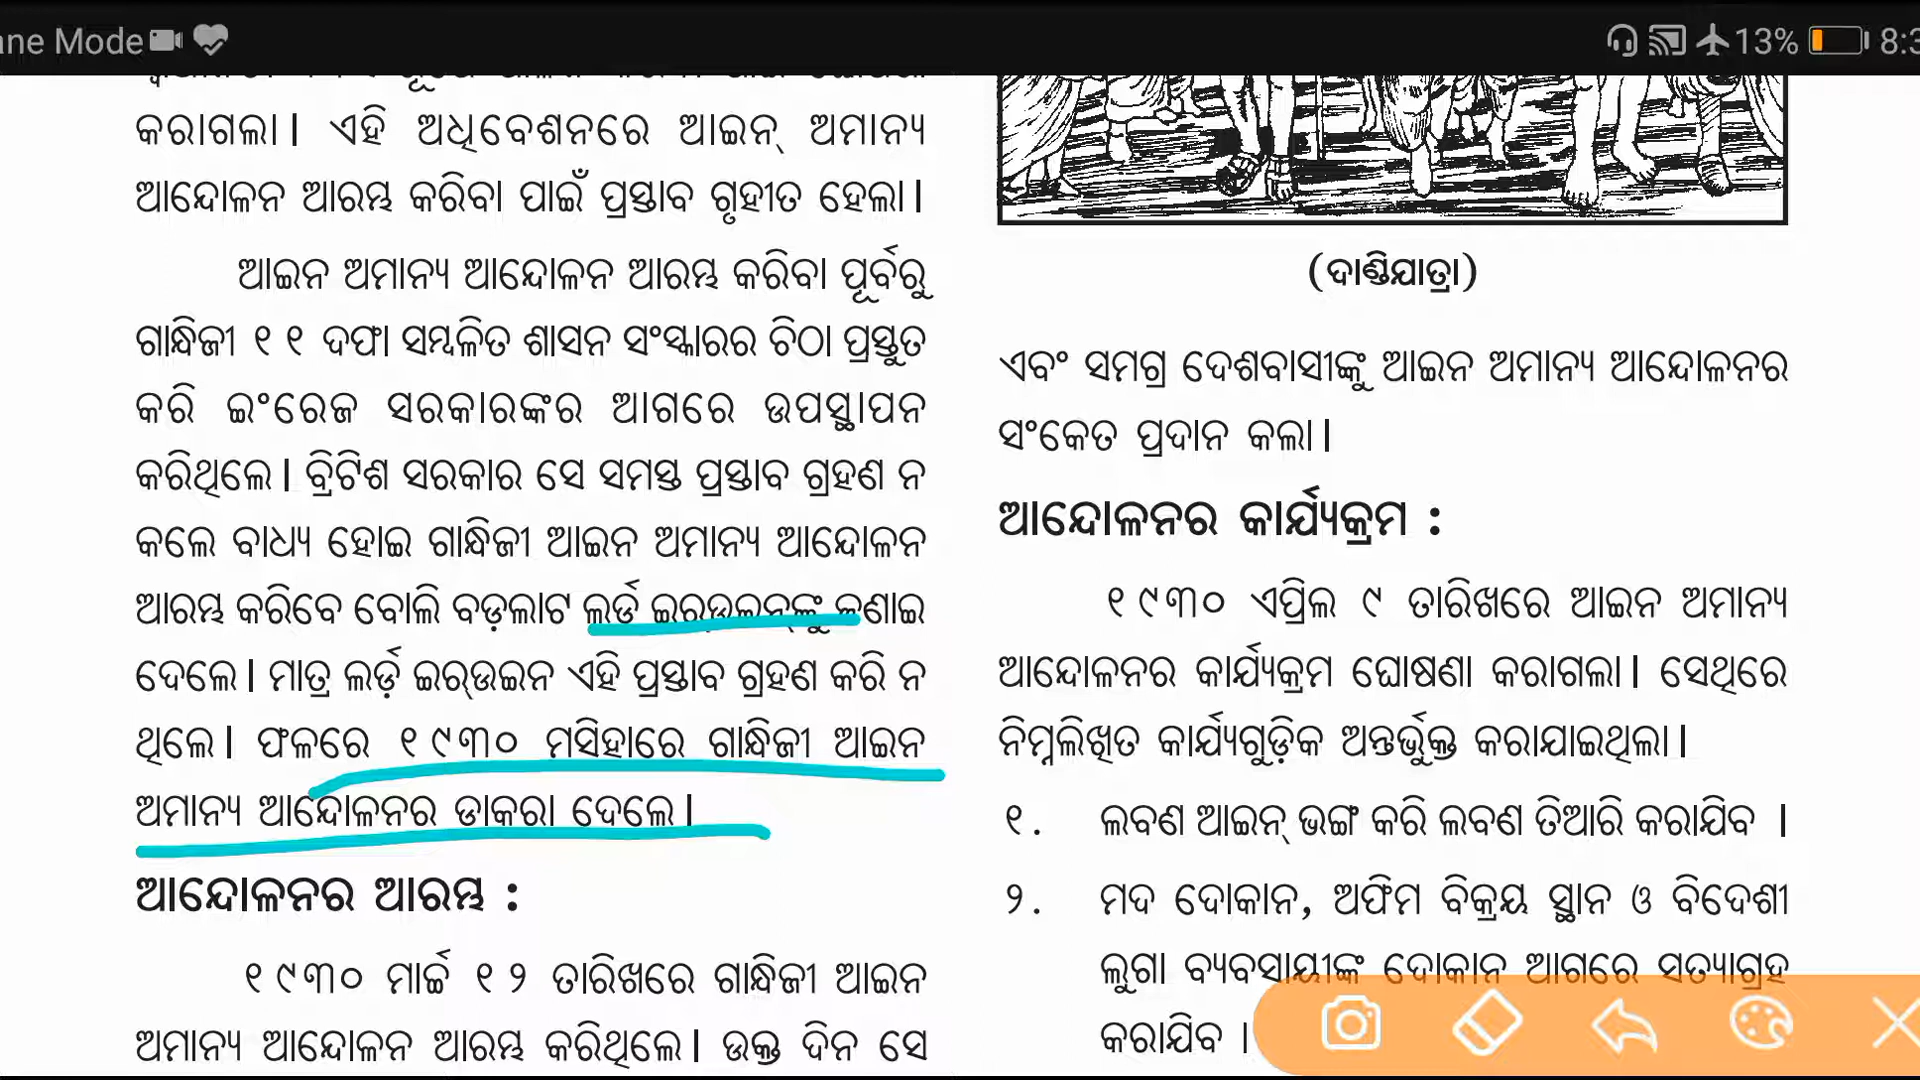 ane Mode
13%
8:3
କରାଗଲା। ଏହି ଅଧିବେଶନରେ ଆଇନ୍ ଅମାନ୍ୟ
ଆନ୍ଦୋଳନ ଆରମ୍ଭ କରିବା ପାଇଁ ପ୍ରସ୍ତାବ ଗୃହୀତ ହେଲା।
ଆଇନ ଅମାନ୍ୟ ଆନ୍ଦୋଳନ ଆରମ୍ଭ କରିବା ପୂର୍ବରୁ
ଗାନ୍ଧିଜୀ ୧୧ ଦଫା ସମ୍ବଳିତ ଶାସନ ସଂସ୍କାରର ଚିଠା ପ୍ରସ୍ତୁତ
କରି ଇଂରେଜ ସରକାରଙ୍କର ଆଗରେ ଉପସ୍ଥାପନ
କରିଥିଲେ। ବ୍ରିଟିଶ ସରକାର ସେ ସମସ୍ତ ପ୍ରସ୍ତାବ ଗ୍ରହଣ ନ
କଲେ ବାଧ୍ୟ ହୋଇ ଗାନ୍ଧିଜୀ ଆଇନ ଅମାନ୍ୟ ଆନ୍ଦୋଳନ
ଆରମ୍ଭ କରିବେ ବୋଲି ବଡ଼ଲାଟ ଲର୍ଡ ଇର୍‌ଉଇନ୍‌ଙ୍କୁ ଜଣାଇ
ଦେଲେ। ମାତ୍ର ଲର୍ଡ଼ ଇର୍‌ଉଇନ ଏହି ପ୍ରସ୍ତାବ ଗ୍ରହଣ କରି ନ
ଥିଲେ। ଫଳରେ ୧୯୩୦ ମସିହାରେ ଗାନ୍ଧିଜୀ ଆଇନ
ଅମାନ୍ୟ ଆନ୍ଦୋଳନର ଡାକରା ଦେଲେ।
ଆନ୍ଦୋଳନର ଆରମ୍ଭ :
୧୯୩୦ ମାର୍ଚ୍ଚ ୧୨ ତାରିଖରେ ଗାନ୍ଧିଜୀ ଆଇନ
ଅମାନ୍ୟ ଆନ୍ଦୋଳନ ଆରମ୍ଭ କରିଥିଲେ। ଉକ୍ତ ଦିନ ସେ
(ଦାଣ୍ଡିଯାତ୍ରା)
ଏବଂ ସମଗ୍ର ଦେଶବାସୀଙ୍କୁ ଆଇନ ଅମାନ୍ୟ ଆନ୍ଦୋଳନର
ସଂକେତ ପ୍ରଦାନ କଲା।
ଆନ୍ଦୋଳନର କାର୍ଯ୍ୟକ୍ରମ :
୧୯୩୦ ଏପ୍ରିଲ ୯ ତାରିଖରେ ଆଇନ ଅମାନ୍ୟ
ଆନ୍ଦୋଳନର କାର୍ଯ୍ୟକ୍ରମ ଘୋଷଣା କରାଗଲା। ସେଥିରେ
ନିମ୍ନଲିଖିତ କାର୍ଯ୍ୟଗୁଡ଼ିକ ଅନ୍ତର୍ଭୁକ୍ତ କରାଯାଇଥିଲା।
୧. ଲବଣ ଆଇନ୍ ଭଙ୍ଗ କରି ଲବଣ ତିଆରି କରାଯିବ ।
୨. ମଦ ଦୋକାନ, ଅଫିମ ବିକ୍ରୟ ସ୍ଥାନ ଓ ବିଦେଶୀ
ଲୁଗା ବ୍ୟବସାୟୀଙ୍କ ଦୋକାନ ଆଗରେ ସତ୍ୟାଗ୍ରହ
କରାଯିବ ।